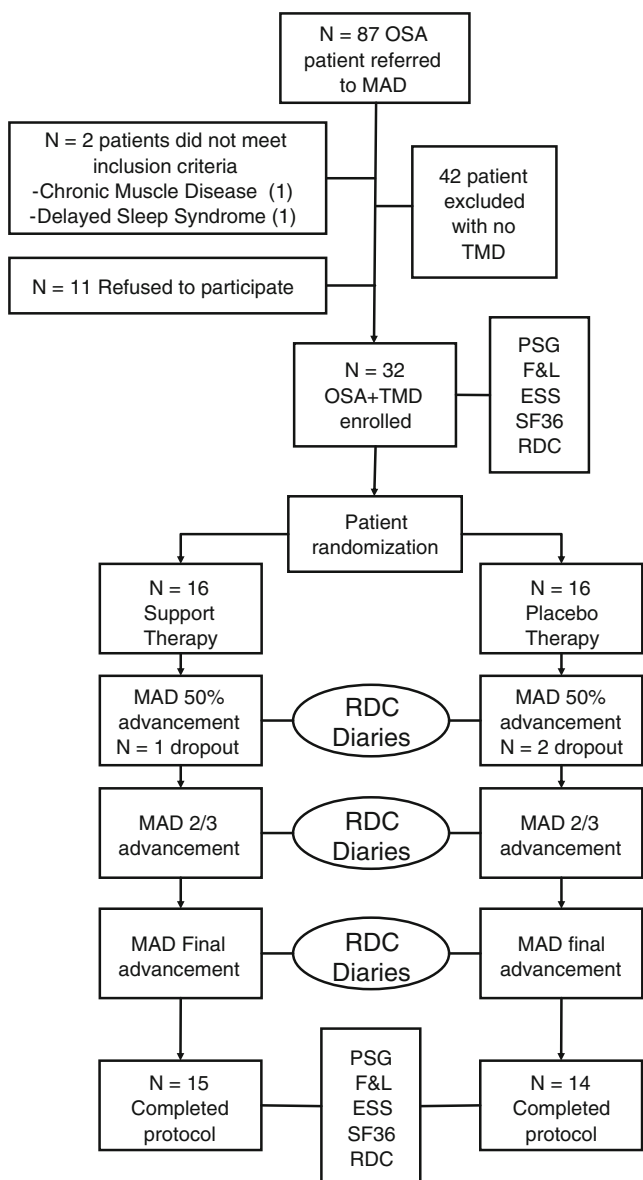 N = 87 OSA
patient referred
to MAD
N = 2 patients did not meet
inclusion criteria
-Chronic Muscle Disease (1)
-Delayed Sleep Syndrome (1)
42 patient
excluded
with no
TMD
N = 11 Refused to participate
N = 32
OSA+TMD
enrolled
PSG
F&L
ESS
SF36
RDC
Patient
randomization
N = 16
Support
Therapy
N = 16
Placebo
Therapy
MAD 50%
advancement
N = 1 dropout
RDC
Diaries
MAD 50%
advancement
N = 2 dropout
MAD 2/3
advancement
RDC
Diaries
MAD 2/3
advancement
MAD Final
advancement
RDC
Diaries
MAD final
advancement
N = 15
Completed
protocol
PSG
F&L
ESS
SF36
RDC
N = 14
Completed
protocol